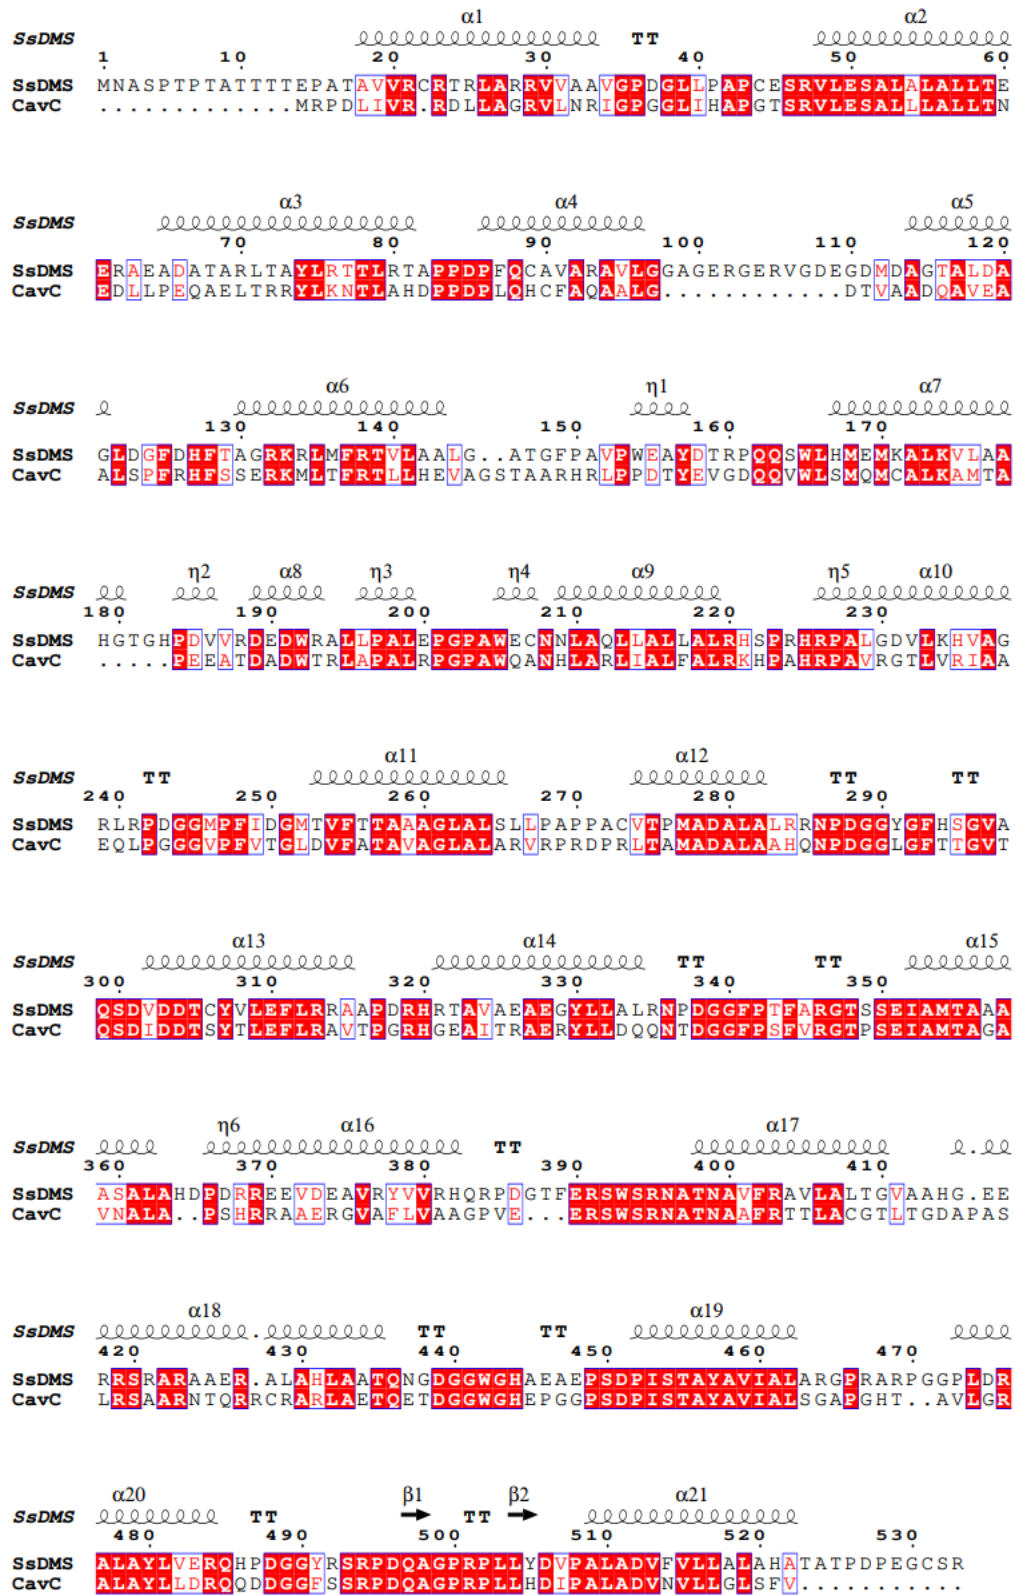 α1 α2
SsDMS TT
1 10 20 30 40 50 60
SsDMS MNASPTPTATTTTEPATAVVRCRTRLARRVVAAVGPDGLLPAPCESRVLESALALALLTE
CavC .............MRPDLIVR.RDLLAGRVLNRIGPGGLIHAPGTSRVLESALLLALLTN
α3 α4 α5
SsDMS
70 80 90 100 110 120
SsDMS ERAEADATARLTAYLRTTLRTAPPDPFQCAVARAVLGGAGERGERVGDEGDMDAGTALDA
CavC EDLLPEQAELTRRYLKNTLAHDPPDPLQHCFAQAALG............DTVAADQAVEA
α6 η1 α7
SsDMS
130 140 150 160 170
SsDMS GLDGFDHFTAGRKRLMFRTVLAALG..ATGFPAVPWEAYDTRPQQSWLHMEMKALKVLAA
CavC ALSPFRHFSSERKMLTFRTLLHEVAGSTAARHRLPPDTYEVGDQQVWLSMQMCALKAMTA
η2 α8 η3 η4 α9 η5 α10
SsDMS
180 190 200 210 220 230
SsDMS HGTGHPDVVRDEDWRALLPALEPGPAWECNNLAQLLALLALRHSPRHRPALGDVLKHVAG
CavC .....PEEATDADWTRLAPALRPGPAWQANHLARLIALFALRKHPAHRPAVRGTLVRIAA
α11 α12
SsDMS TT TT TT
240 250 260 270 280 290
SsDMS RLRPDGGMPFIDGMTVFTTAAAGLALSLLPAPPACVTPMADALALRRNPDGGYGFHSGVA
CavC EQLPGGGVPFVTGLDVFATAVAGLALARVRPRDPRLTAMADALAAHQNPDGGLGFTTGVT
α13 α14 α15
SsDMS TT TT
300 310 320 330 340 350
SsDMS QSDVDDTCYVLEFLRRAAPDRHRTAVAEAEGYLLALRNPDGGFPTFARGTSSEIAMTAAA
CavC QSDIDDTSYTLEFLRAVTPGRHGEAITRAERYLLDQQNTDGGFPSFVRGTPSEIAMTAGA
η6 α16 α17
SsDMS TT .
360 370 380 390 400 410
SsDMS ASALAHDPDRREEVDEAVRYVVRHQRPDGTFERSWSRNATNAVFRAVLALTGVAAHG.EE
CavC VNALA..PSHRRAAERGVAFLVAAGPVE...ERSWSRNATNAAFRTTLACGTLTGDAPAS
α18 α19
SsDMS . TT TT
420 430 440 450 460 470
SsDMS RRSRARAAER.ALAHLAATQNGDGGWGHAEAEPSDPISTAYAVIALARGPRARPGGPLDR
CavC LRSAARNTQRRCRARLAETQETDGGWGHEPGGPSDPISTAYAVIALSGAPGHT..AVLGR
α20 β1 β2 α21
SsDMS TT TT
480 490 500 510 520 530
SsDMS ALAYLVERQHPDGGYRSRPDQAGPRPLLYDVPALADVFVLLALAHATATPDPEGCSR
CavC ALAYLLDRQQDDGGFSSRPDQAGPRPLLHDIPALADVNVLLGLSFV...........